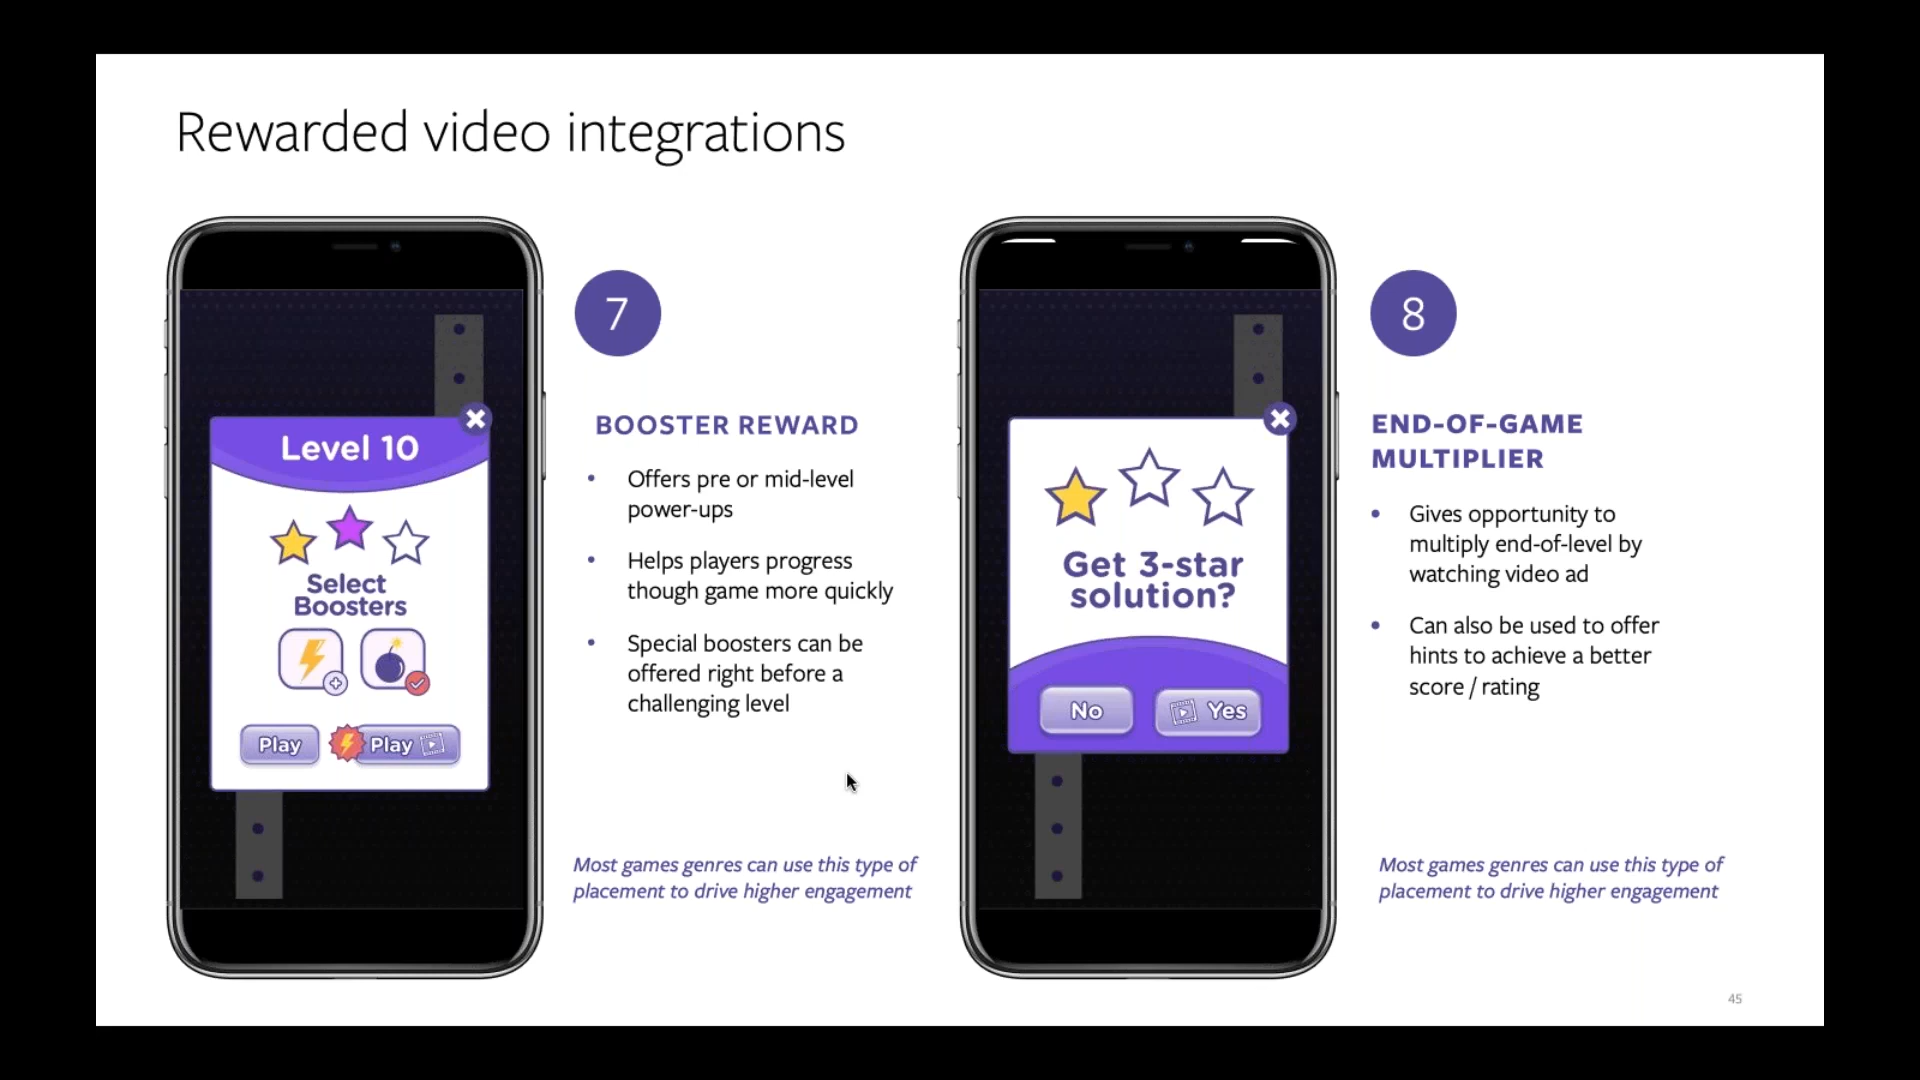 Rewarded video integrations
Level 10
Select
Boosters
Play
Play
7
BOOSTER REWARD
• Offers pre or mid-level
power-ups
• Helps players progress
though game more quickly
• Special boosters can be
offered right before a
challenging level
Most games genres can use this type of
placement to drive higher engagement
Get 3-star
solution?
No
Yes
8
END-OF-GAME
MULTIPLIER
• Gives opportunity to
multiply end-of-level by
watching video ad
• Can also be used to offer
hints to achieve a better
score / rating
Most games genres can use this type of
placement to drive higher engagement
45